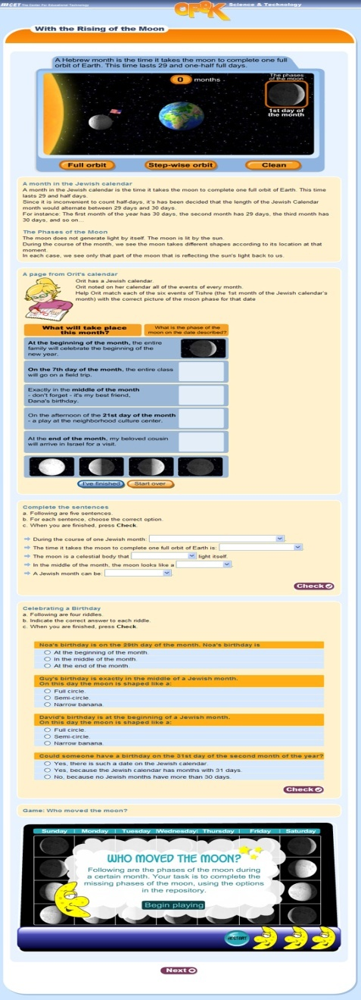 CET The Center For Educational Technology
Science & Technology
With the Rising of the Moon
A Hebrew month is the time it takes the moon to complete one full
orbit of Earth. This time lasts 29 and one-half full days.
0 months
The phases
of the moon
1st day of
the month
Full orbit
Step-wise orbit
Clean
A month in the Jewish calendar
A month in the Jewish calendar is the time it takes the moon to complete one full orbit of Earth. This time
lasts 29 and half days.
Since it is inconvenient to count half-days, it's has been decided that the length of the Jewish Calendar
month would alternate between 29 days and 30 days.
For instance: The first month of the year has 30 days, the second month has 29 days, the third month has
30 days, and so on...
The Phases of the Moon
The moon does not generate light by itself. The moon is lit by the sun.
During the course of the month, we see the moon takes different shapes according to its location at that
moment
In each case, we see only that part of the moon that is reflecting the sun's light back to us.
A page from Orit's calendar
Orit has a Jewish calendar.
Orit noted on her calendar all of the events of every month.
Help Orit match each of the six events of Tishre (the 1st month of the Jewish calendar's
month) with the correct picture of the moon phase for that date
What will take place
this month?
What is the phase of the
moon on the date described?
At the beginning of the month, the entire
family will celebrate the beginning of the
new year.
On the 7th day of the month, the entire class
will go on a field trip.
Exactly in the middle of the month
- don't forget - it's my best friend,
Dana's birthday.
On the afternoon of the 21st day of the month
- a play at the neighborhood culture center.
At the end of the month, my beloved cousin
will arrive in Israel for a visit.
I've finished
Start over
Complete the sentences
a. Following are five sentences.
b. For each sentence, choose the correct option.
c. When you are finished, press Check.
During the course of one Jewish month:
The time it takes the moon to complete one full orbit of Earth is:
The moon is a celestial body that light itself.
In the middle of the month, the moon looks like a
A Jewish month can be:
Check
Celebrating a Birthday
a. Following are four riddles.
b. Indicate the correct answer to each riddle.
c. When you are finished, press Check.
Noa's birthday is on the 29th day of the month. Noa's birthday is
At the beginning of the month.
In the middle of the month.
At the end of the month.
Guy's birthday is exactly in the middle of a Jewish month.
On this day the moon is shaped like a:
Full circle.
Semi-circle.
Narrow banana.
David's birthday is at the beginning of a Jewish month.
On this day the moon is shaped like a:
Full circle.
Semi-circle.
Narrow banana.
Could someone have a birthday on the 31st day of the second month of the year?
Yes, there is such a date on the Jewish calendar.
Yes, because the Jewish calendar has months with 31 days.
No, because no Jewish months have more than 30 days.
Check
Game: Who moved the moon?
Sunday Monday Tuesday Wednesday Thursday Friday Saturday
WHO MOVED THE MOON?
Following are the phases of the moon during
a certain month. Your task is to complete the
missing phases of the moon, using the options
in the repository.
Begin playing
RESTART
Next